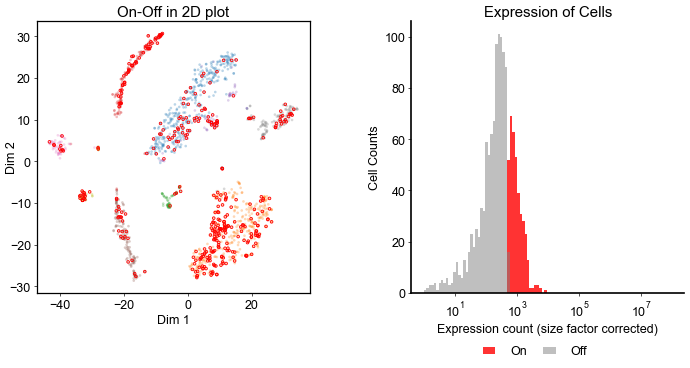 On-Off in 2D plot
30
20
10
0
−10
−20
−30
Dim 2
−40
−20
0
20
Dim 1
Expression of Cells
100
80
60
40
20
0
Cell Counts
10^1
10^3
10^5
10^7
Expression count (size factor corrected)
On
Off